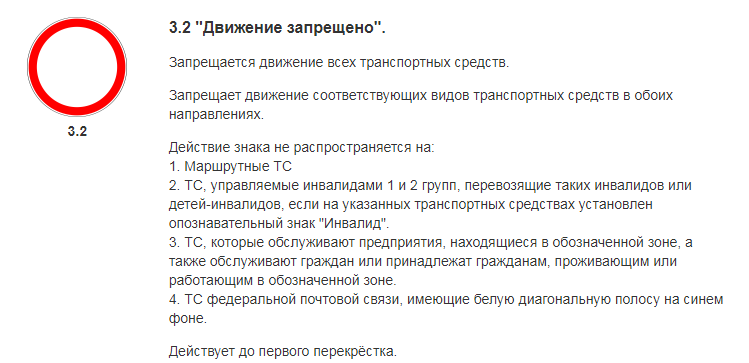 3.2 "Движение запрещено".
Запрещается движение всех транспортных средств.
Запрещает движение соответствующих видов транспортных средств в обоих
направлениях.
3.2
Действие знака не распространяется на:
1. Маршрутные ТС
2. ТС, управляемые инвалидами 1 и 2 групп, перевозящие таких инвалидов или
детей-инвалидов, если на указанных транспортных средствах установлен
опознавательный знак "Инвалид".
3. ТС, которые обслуживают предприятия, находящиеся в обозначенной зоне, а
также обслуживают граждан или принадлежат гражданам, проживающим или
работающим в обозначенной зоне.
4. ТС федеральной почтовой связи, имеющие белую диагональную полосу на синем
фоне.
Действует до первого перекрёстка.